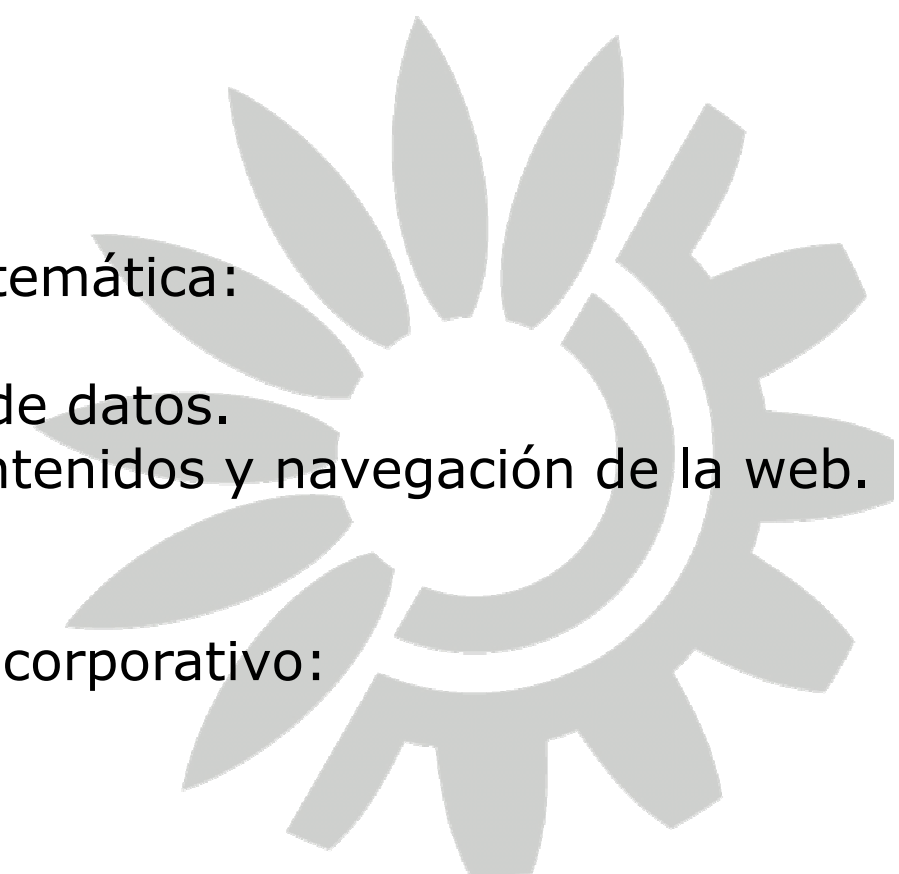 temática:
de datos.
ntenidos y navegación de la web.
corporativo: